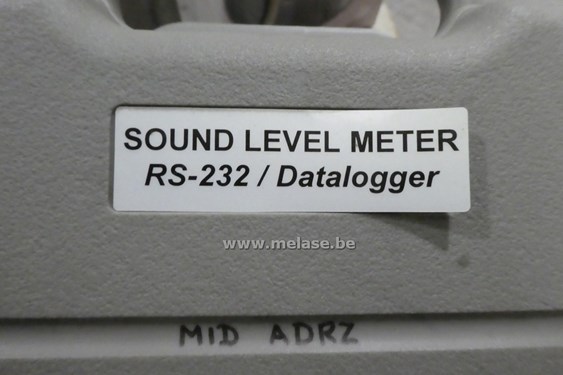 SOUND LEVEL METER
RS-232 / Datalogger
www.melase.be
MID ADRZ